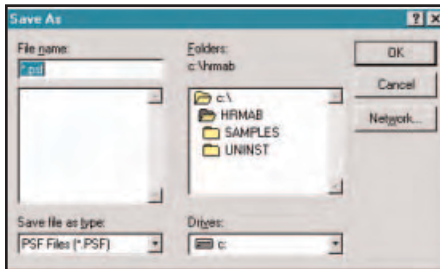 Save As
File name:
*.psf
Folders:
c:\hrmab
c:\
HRMAB
SAMPLES
UNINST
OK
Cancel
Network...
Save file as type:
PSF Files (*.PSF)
Drives:
c: